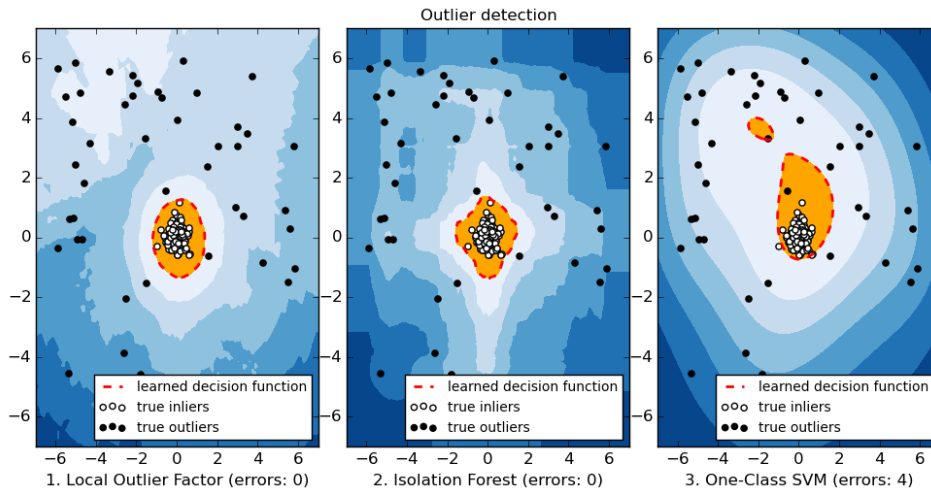 Outlier detection
6
4
2
0
−2
−4
−6
learned decision function
true inliers
true outliers
−6 −4 −2 0 2 4 6
1. Local Outlier Factor (errors: 0)
6
4
2
0
−2
−4
−6
learned decision function
true inliers
true outliers
−6 −4 −2 0 2 4 6
2. Isolation Forest (errors: 0)
6
4
2
0
−2
−4
−6
learned decision function
true inliers
true outliers
−6 −4 −2 0 2 4 6
3. One-Class SVM (errors: 4)